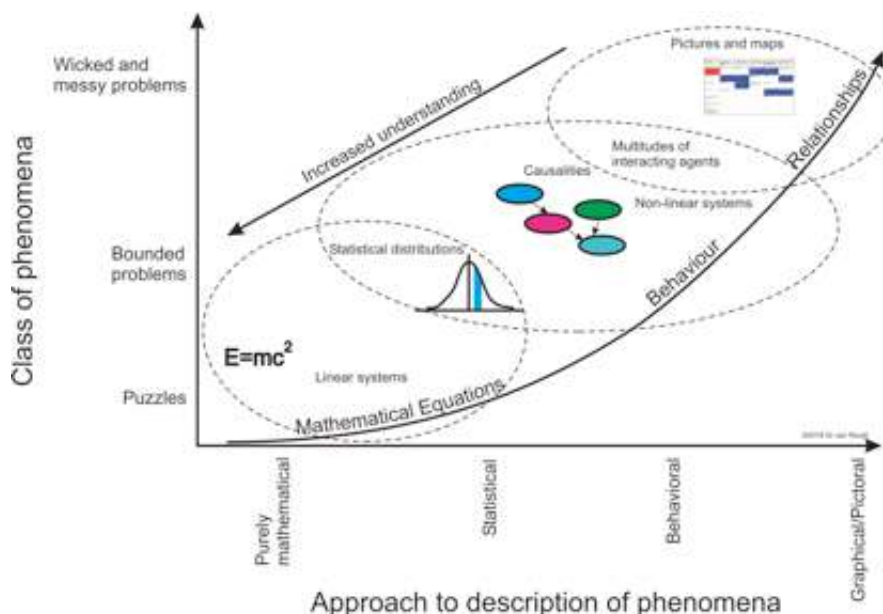 Pictures and maps
Wicked and
messy problems
Increased understanding
Relationships
Multitudes of
interacting agents
Causalities
Non-linear systems
Class of phenomena
Bounded
problems
Statistical distributions
Behaviour
E=mc²
Linear systems
Puzzles
Mathematical Equations
Purely
mathematical
Statistical
Behavioral
Graphical/Pictoral
Approach to description of phenomena